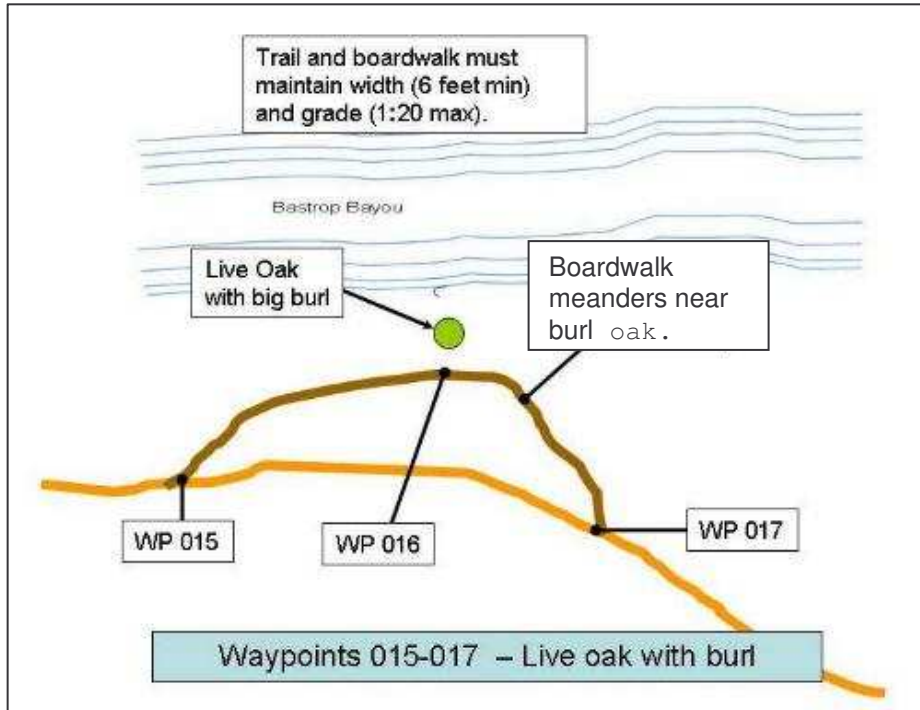 Trail and boardwalk must
maintain width (6 feet min)
and grade (1:20 max).
Bastrop Bayou
Live Oak
with big burl
Boardwalk
meanders near
burl oak.
WP 015
WP 016
WP 017
Waypoints 015-017 – Live oak with burl